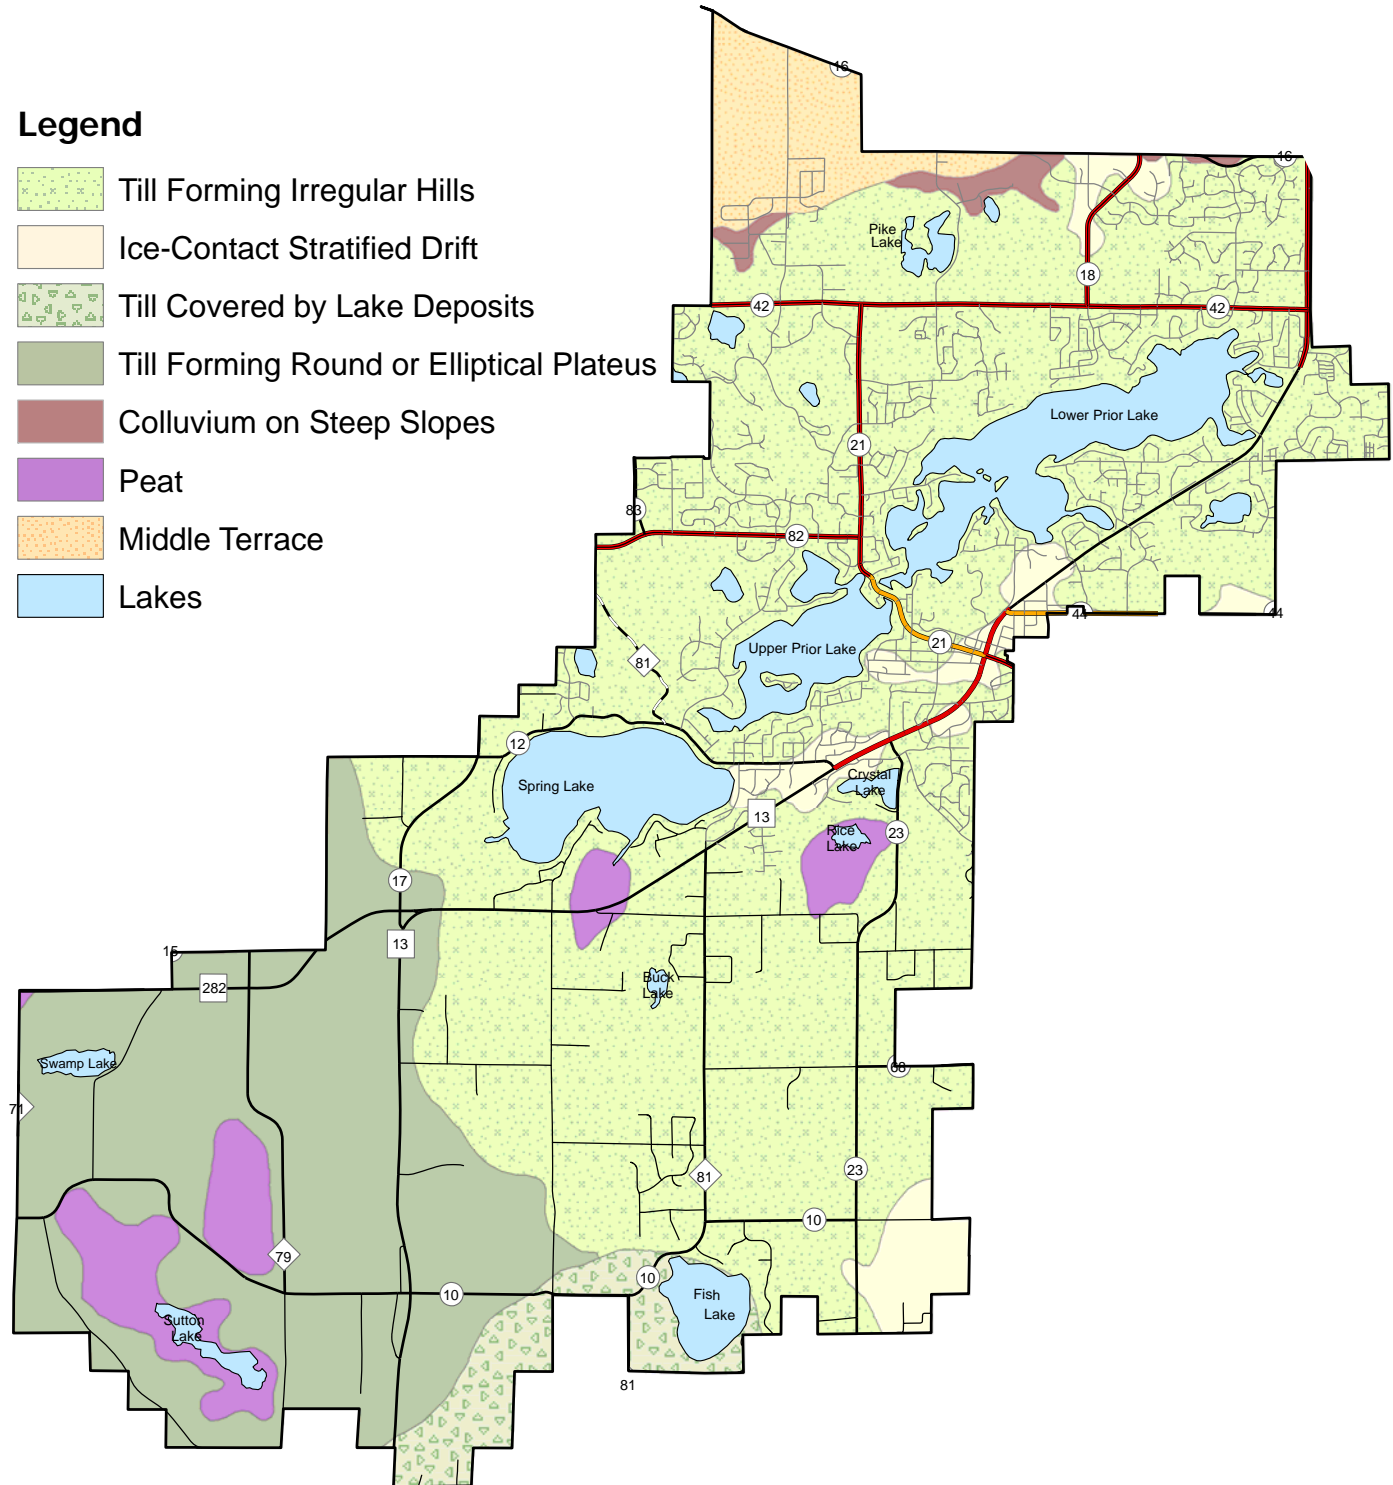 Legend
Till Forming Irregular Hills
Ice-Contact Stratified Drift
Till Covered by Lake Deposits
Till Forming Round or Elliptical Plateus
Colluvium on Steep Slopes
Peat
Middle Terrace
Lakes
16
16
Pike
Lake
18
42
42
Lower Prior Lake
21
83
82
44
44
21
Upper Prior Lake
81
12
Spring Lake
Crystal
Lake
13
Rice
Lake
23
17
13
15
282
Buck
Lake
Swamp Lake
68
71
81
23
10
79
10
10
Fish
Lake
Sutton
Lake
81